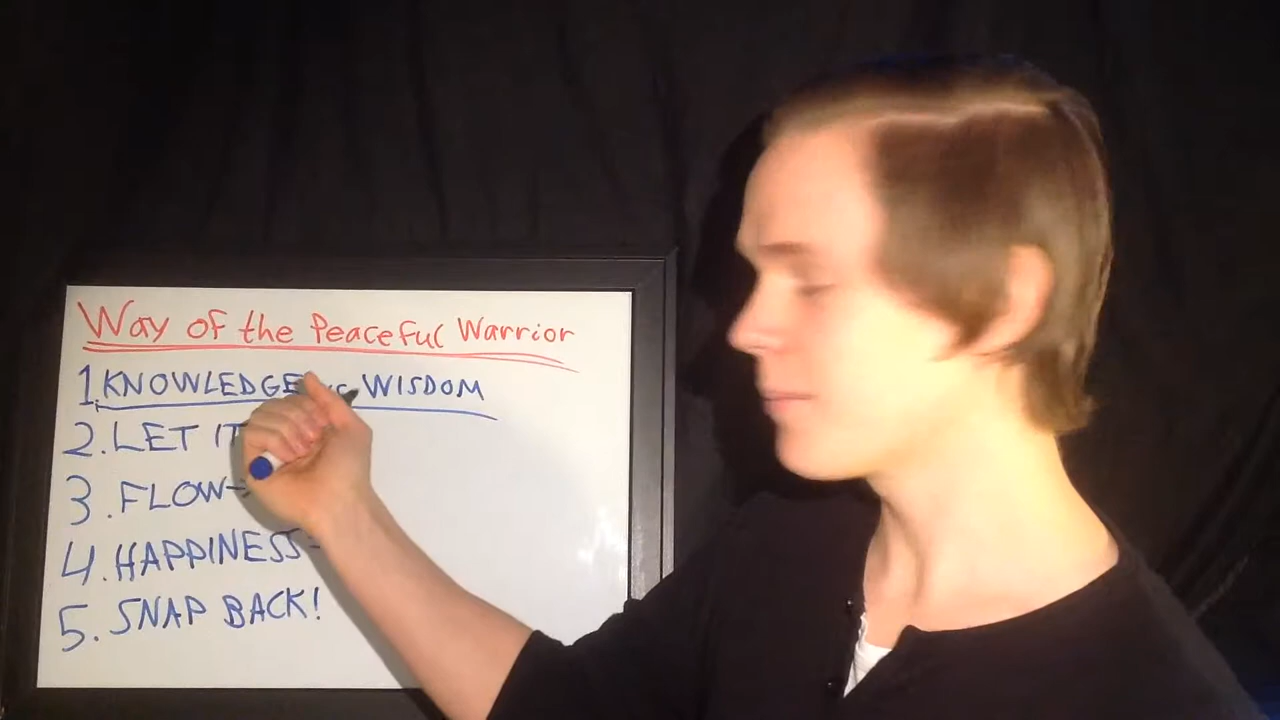 Way of the Peaceful Warrior
1. KNOWLEDGE WISDOM
2. LET IT
3. FLOW
4. HAPPINESS
5. SNAP BACK!